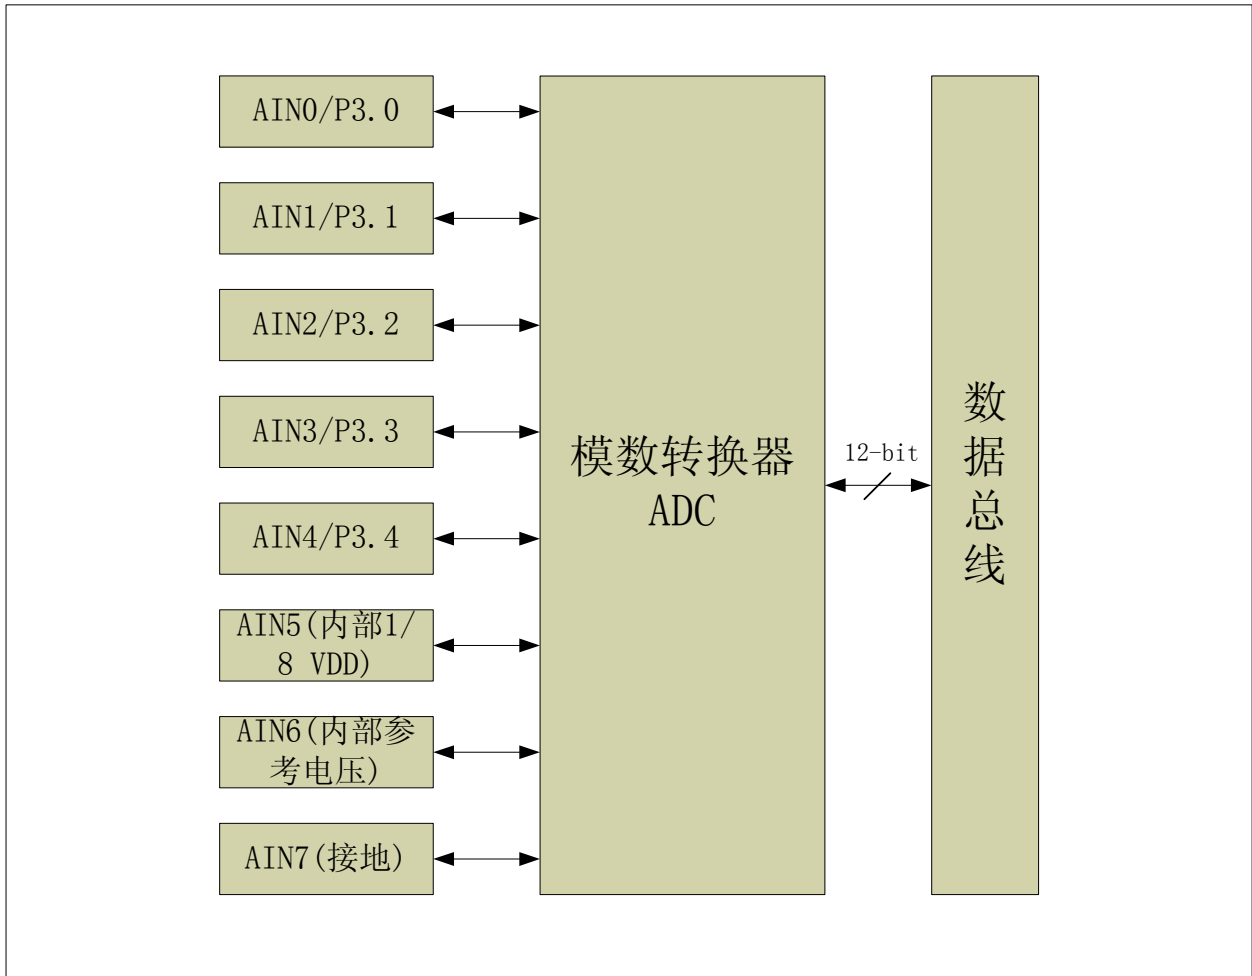 AIN0/P3.0
AIN1/P3.1
AIN2/P3.2
AIN3/P3.3
AIN4/P3.4
AIN5(内部1/
8 VDD)
AIN6(内部参
考电压)
AIN7(接地)
模数转换器
ADC
12-bit
数
据
总
线